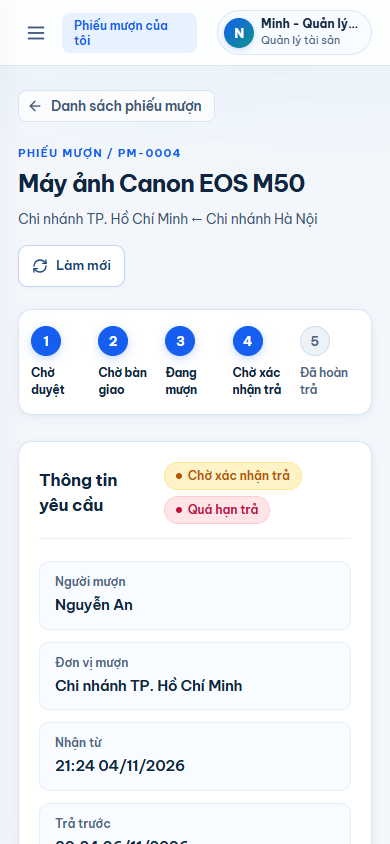 Phiếu mượn của
tôi
N
Minh - Quản lý...
Quản lý tài sản
Danh sách phiếu mượn
PHIẾU MƯỢN / PM-0004
Máy ảnh Canon EOS M50
Chi nhánh TP. Hồ Chí Minh ← Chi nhánh Hà Nội
Làm mới
1
2
3
4
5
Chờ
duyệt
Chờ bàn
giao
Đang
mượn
Chờ xác
nhận trả
Đã hoàn
trả
Thông tin
yêu cầu
Chờ xác nhận trả
Quá hạn trả
Người mượn
Nguyễn An
Đơn vị mượn
Chi nhánh TP. Hồ Chí Minh
Nhận từ
21:24 04/11/2026
Trả trước